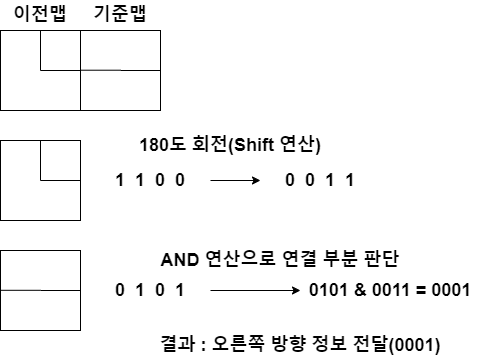 이전맵 기준맵
180도 회전(Shift 연산)
1 1 0 0 0 0 1 1
AND 연산으로 연결 부분 판단
0 1 0 1 0101 & 0011 = 0001
결과 : 오른쪽 방향 정보 전달(0001)